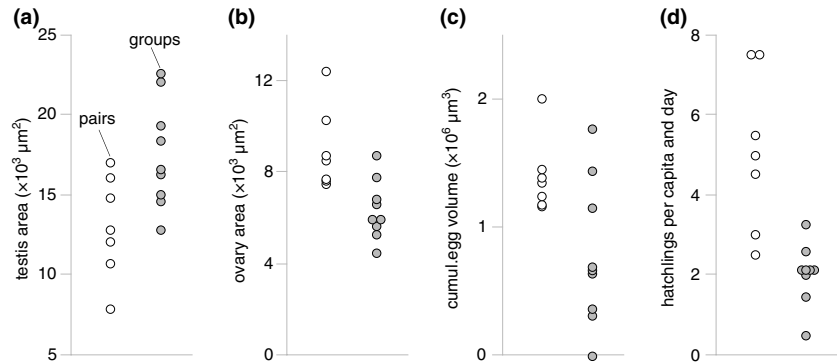 (a)
testis area (×10³ µm²)
25
20
15
10
5
pairs
groups
(b)
ovary area (×10³ µm²)
12
8
4
0
(c)
cumul.egg volume (×10⁶ µm³)
2
1
0
(d)
hatchlings per capita and day
8
6
4
2
0